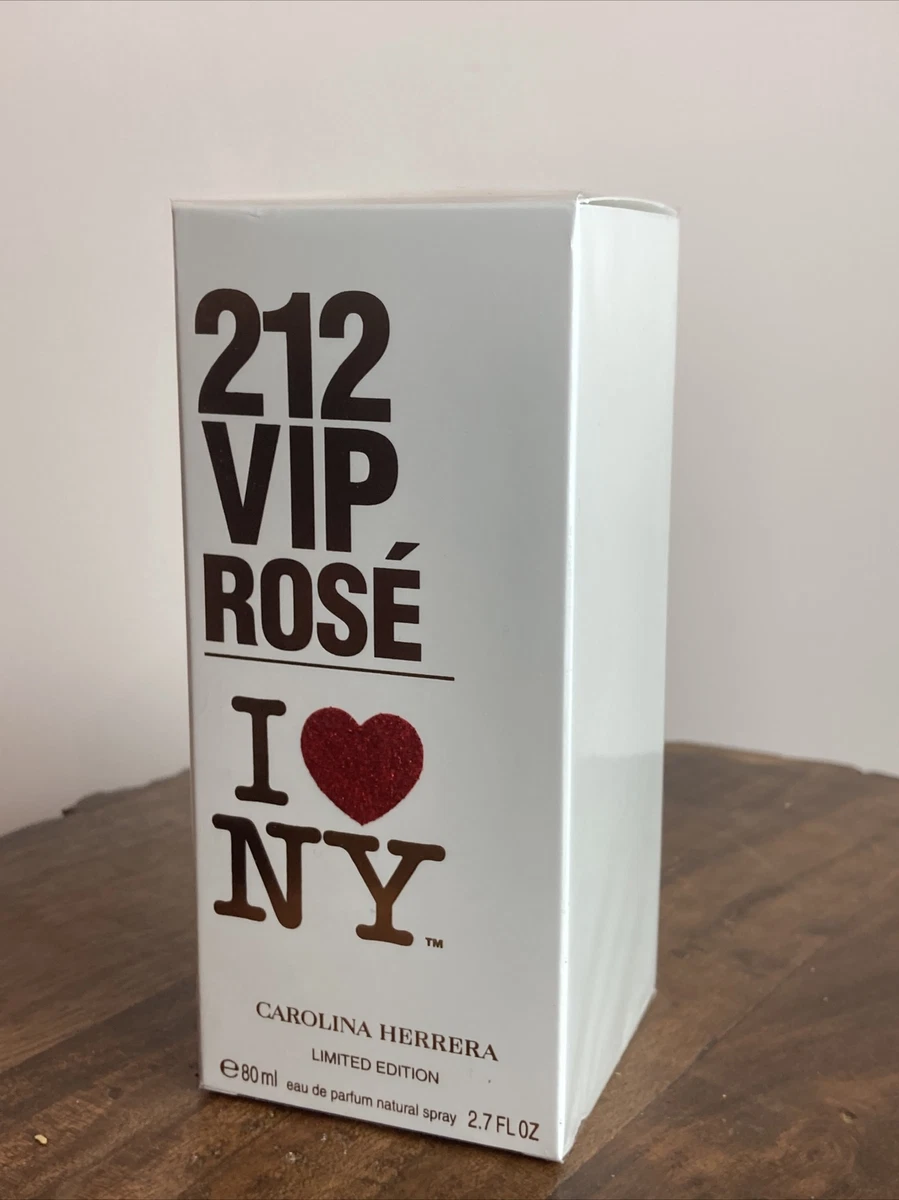 212
VIP
ROSÉ
I ♥
NY™
CAROLINA HERRERA
LIMITED EDITION
℮80ml eau de parfum natural spray 2.7 FL OZ